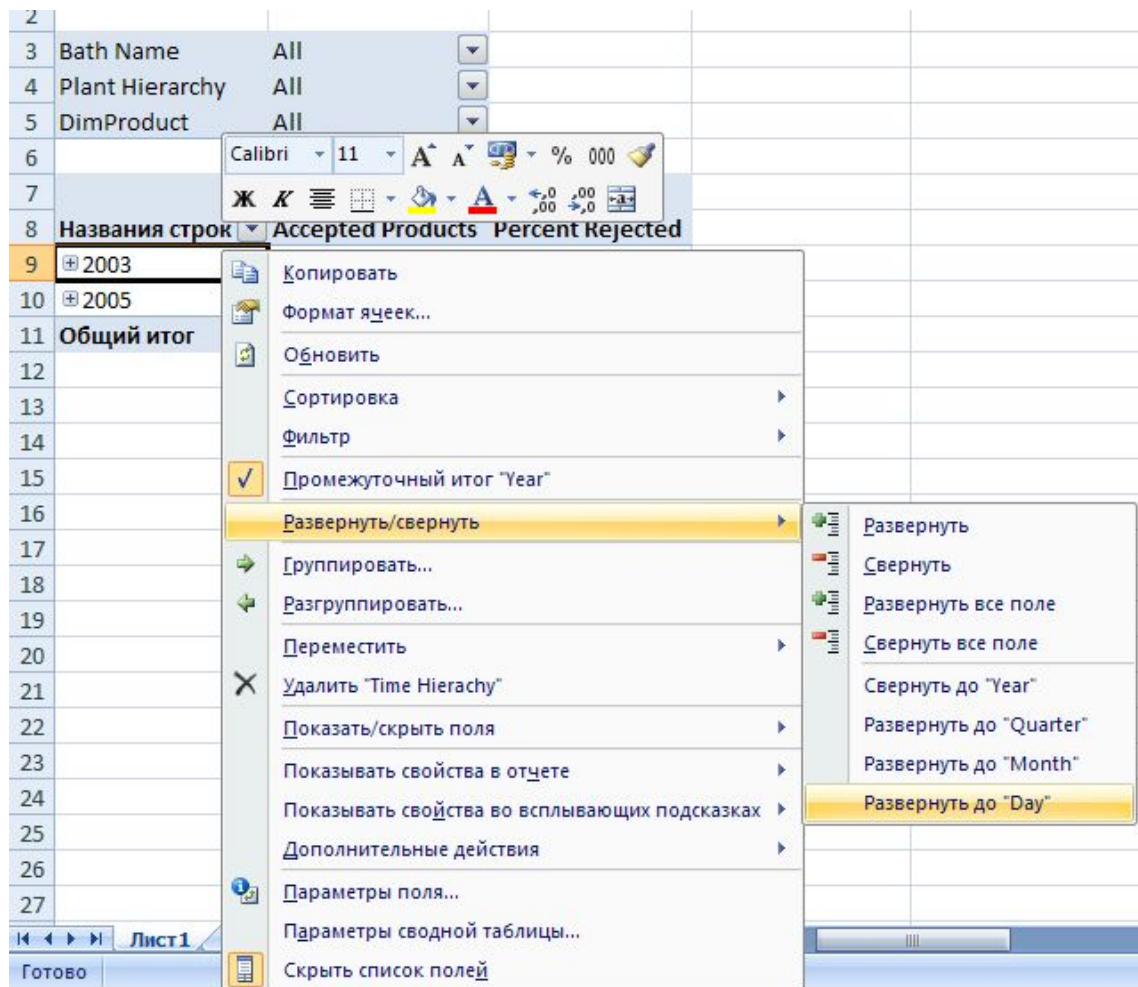 2
3 Bath Name All
4 Plant Hierarchy All
5 DimProduct All
Calibri 11 A A % 000
6
7
Ж К A ,0 ,00 ,00 ,0 a
8 Названия строк Accepted Products Percent Rejected
9 2003
Копировать
10 2005
Формат ячеек...
11 Общий итог
Обновить
12
13
Сортировка
14
Фильтр
15
Промежуточный итог "Year"
16
Развернуть/свернуть
Развернуть
17
Группировать...
Свернуть
18
Разгруппировать...
Развернуть все поле
19
Переместить
Свернуть все поле
20
21
Удалить "Time Hierachy"
Свернуть до "Year"
22
Показать/скрыть поля
Развернуть до "Quarter"
23
Показывать свойства в отчете
Развернуть до "Month"
24
Показывать свойства во всплывающих подсказках
Развернуть до "Day"
25
Дополнительные действия
26
Параметры поля...
27
Параметры сводной таблицы...
Лист1
Скрыть список полей
Готово